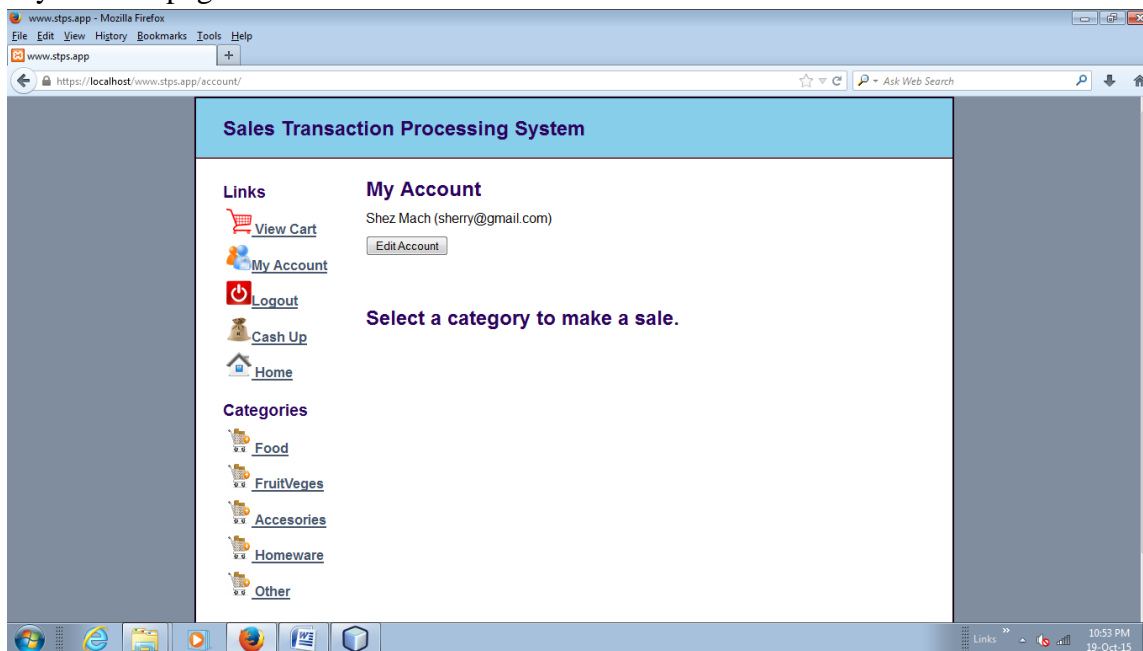 www.stps.app - Mozilla Firefox
File Edit View History Bookmarks Tools Help
www.stps.app +
https://localhost/www.stps.app/account/ Ask Web Search
Sales Transaction Processing System
Links
View Cart
My Account
Logout
Cash Up
Home
Categories
Food
FruitVeges
Accesories
Homeware
Other
My Account
Shez Mach (sherry@gmail.com)
Edit Account
Select a category to make a sale.
Links » 10:53 PM
19-Oct-15